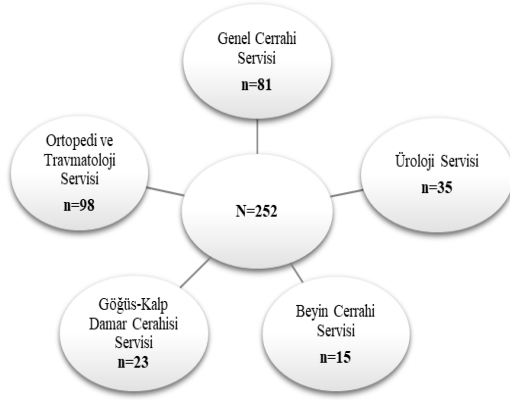 Genel Cerrahi
Servisi
n=81
Ortopedi ve
Travmatoloji
Servisi
n=98
Üroloji Servisi
n=35
N=252
Göğüs-Kalp
Damar Cerahisi
Servisi
n=23
Beyin Cerrahi
Servisi
n=15